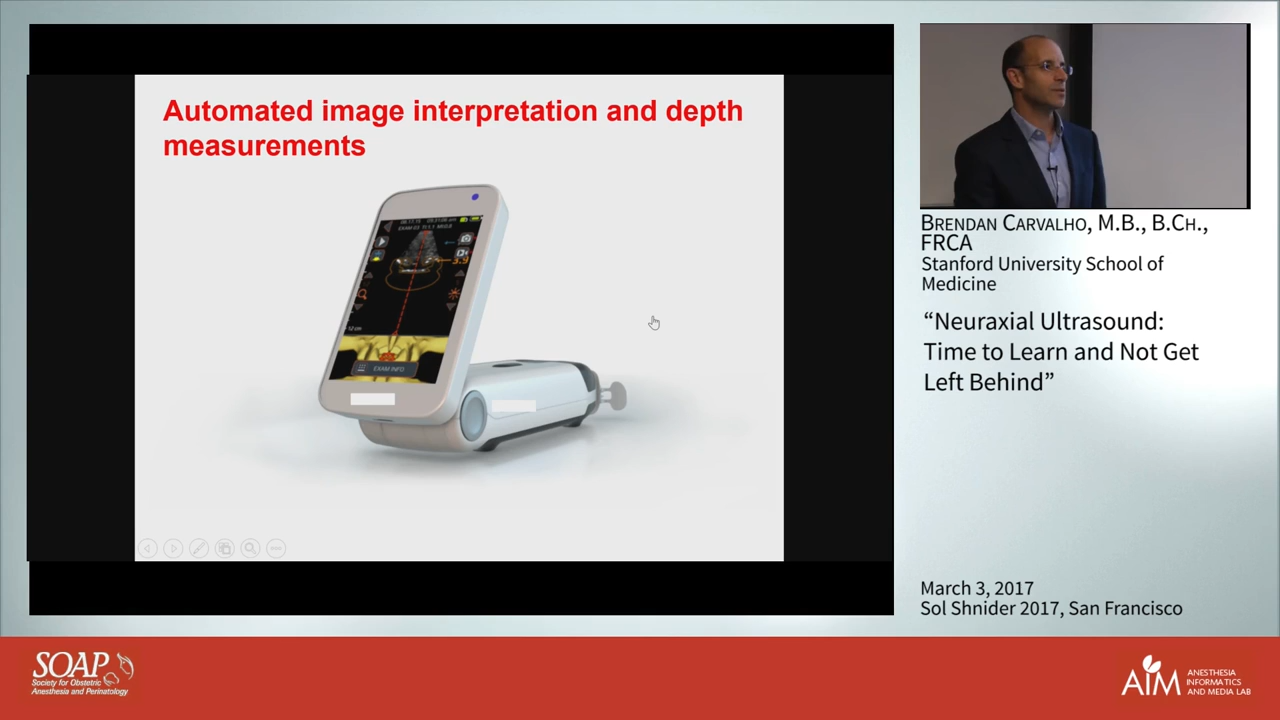 Automated image interpretation and depth
measurements
EXAM INFO
BRENDAN CARVALHO, M.B., B.CH.,
FRCA
Stanford University School of
Medicine
“Neuraxial Ultrasound:
Time to Learn and Not Get
Left Behind”
March 3, 2017
Sol Shnider 2017, San Francisco
SOAP
Society for Obstetric
Anesthesia and Perinatology
AIM
ANESTHESIA
INFORMATICS
AND MEDIA LAB